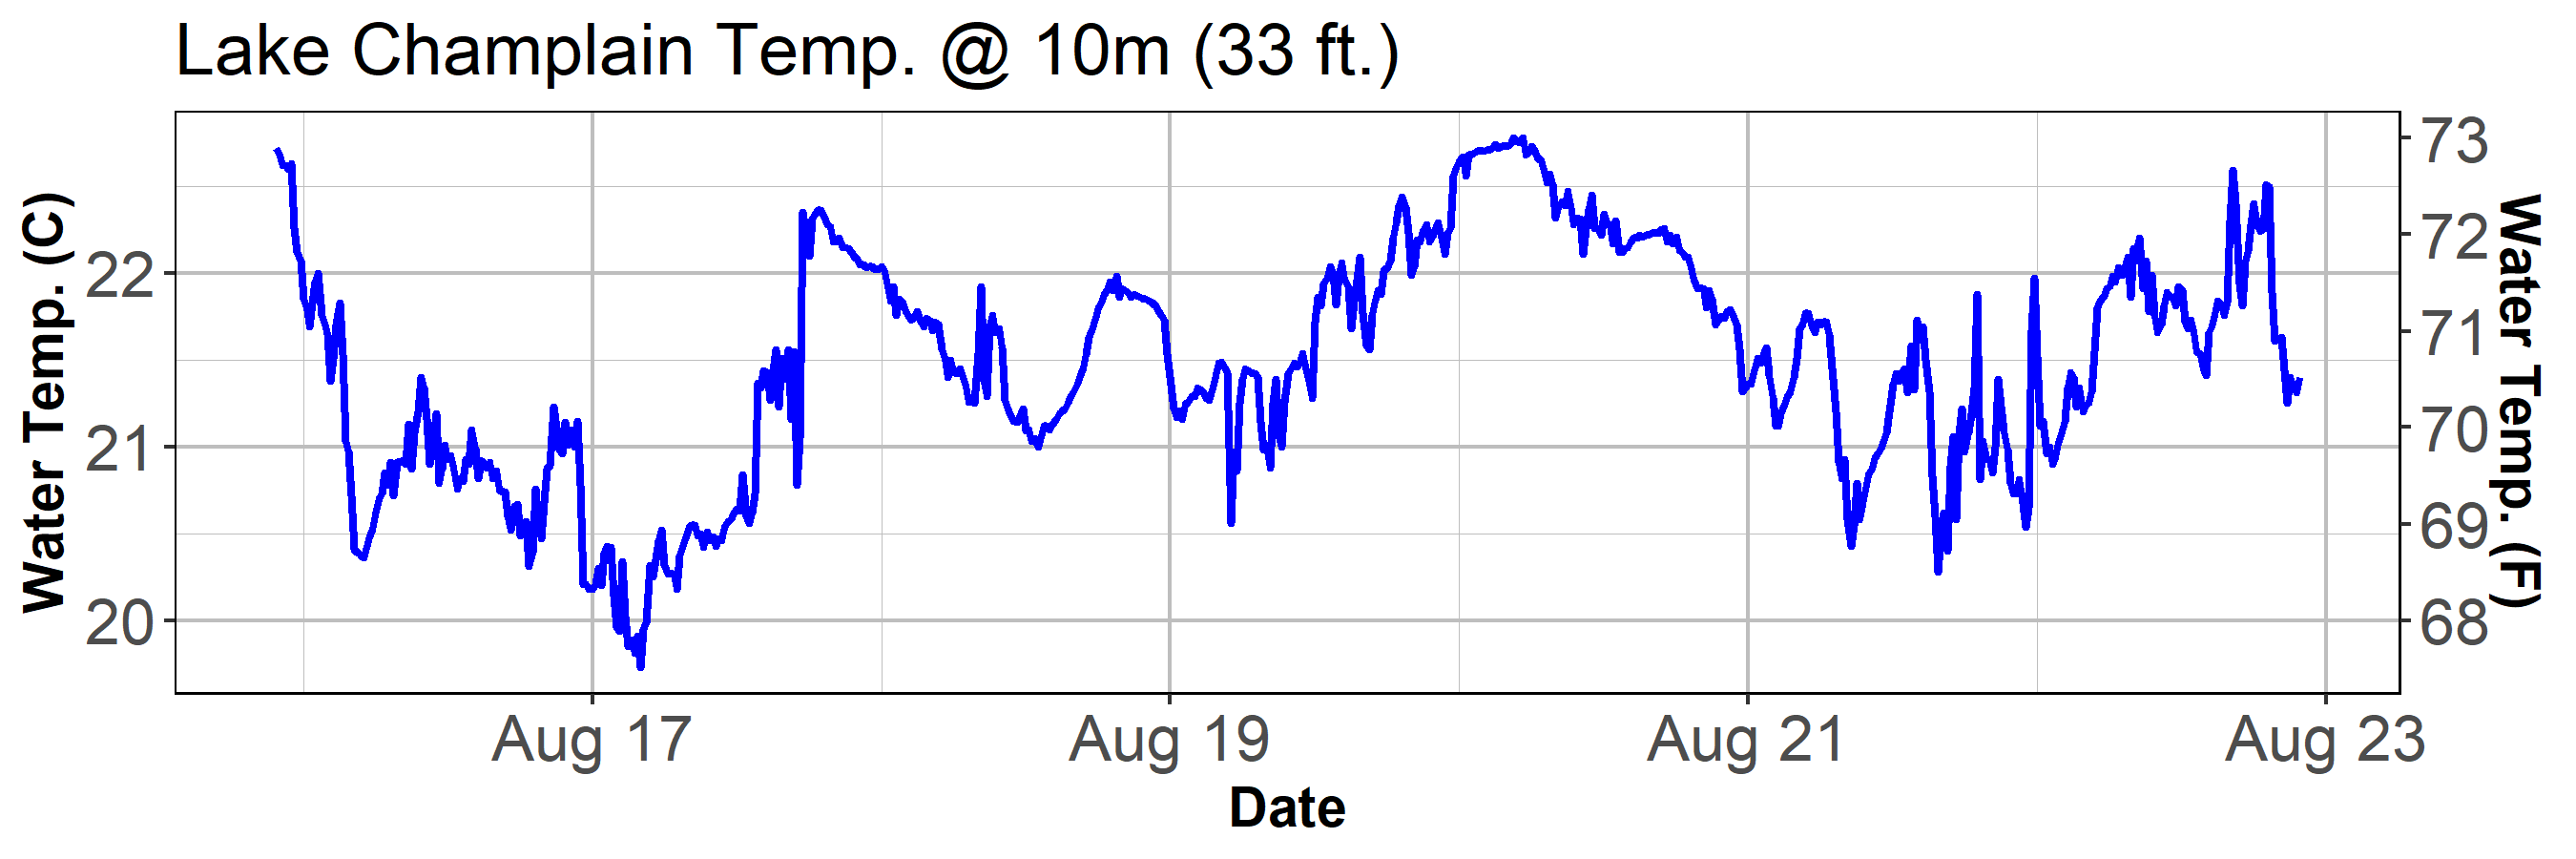 Lake Champlain Temp. @ 10m (33 ft.)
Water Temp. (C)
22
21
20
73
72
71
70
69
68
Water Temp. (F)
Aug 17
Aug 19
Aug 21
Aug 23
Date